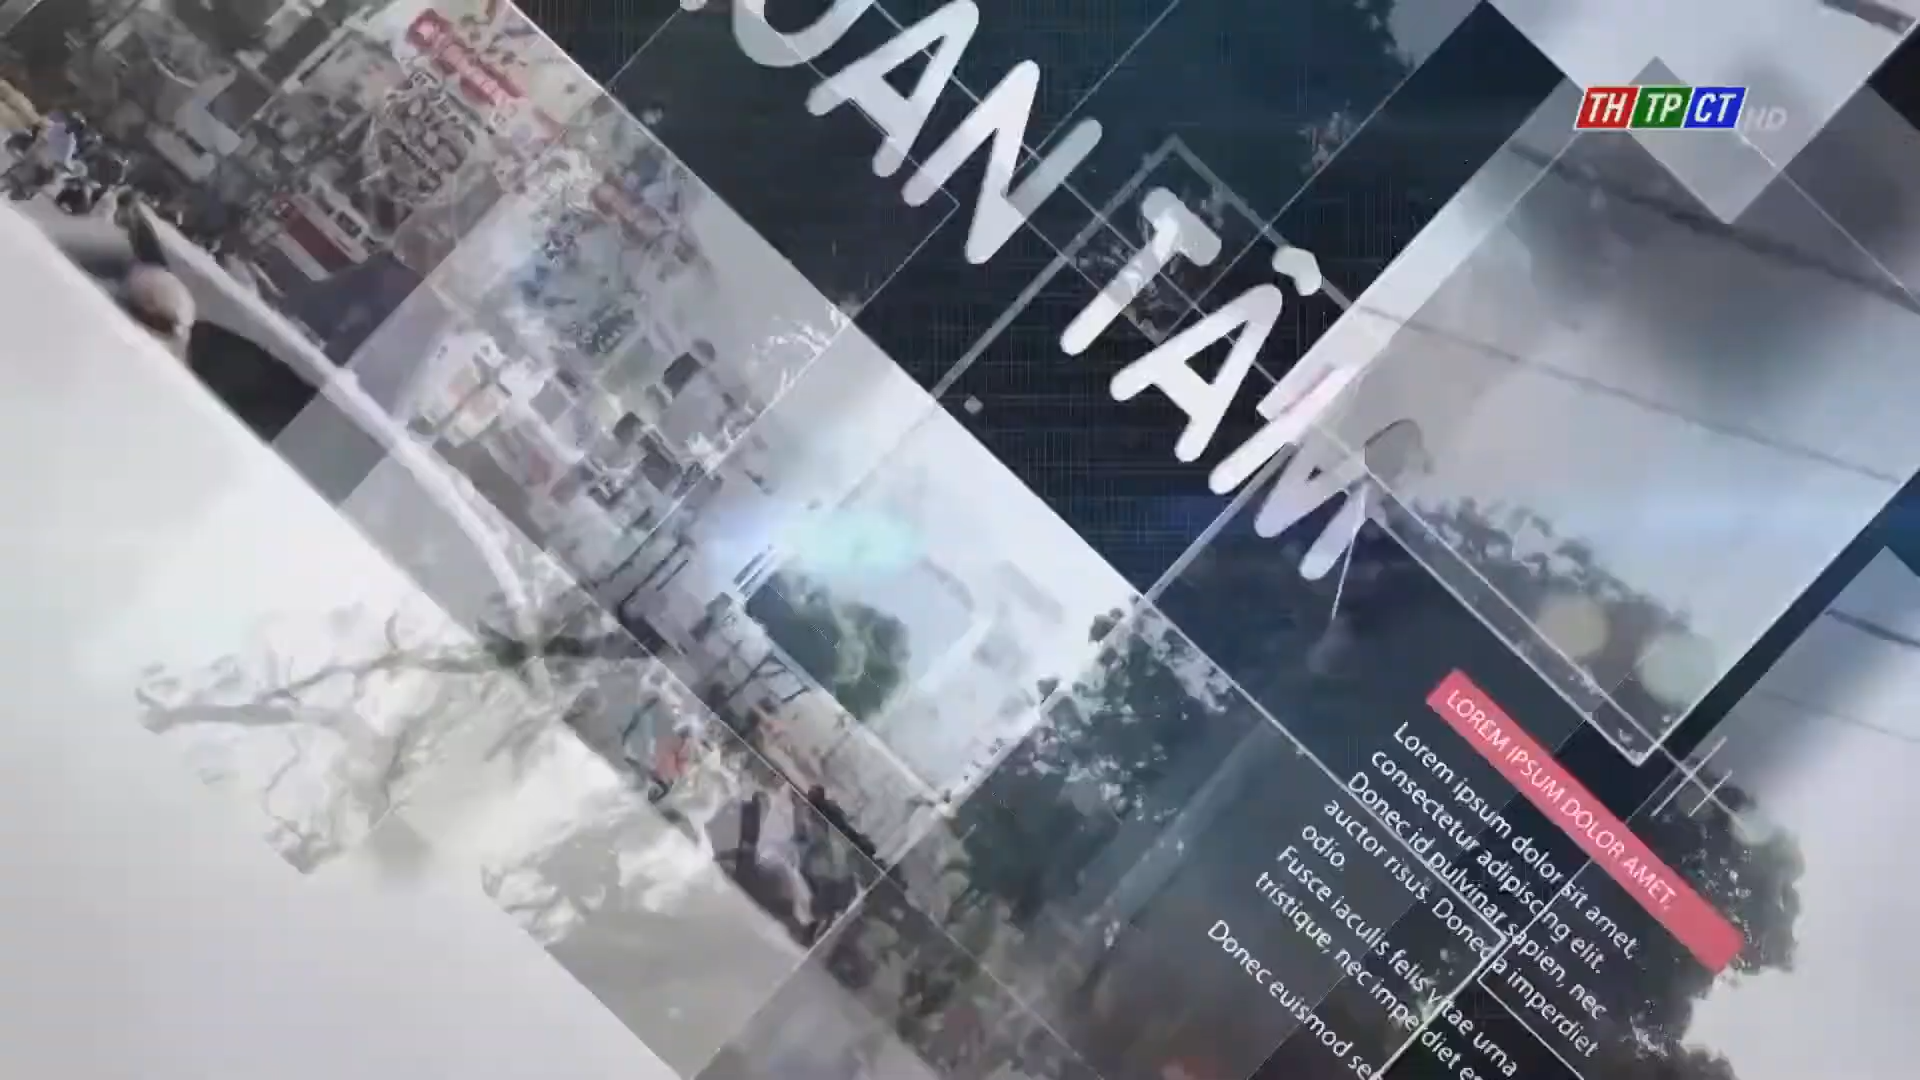 THTPCT HD
UAN TÂM
LOREM IPSUM DOLOR AMET,
Lorem ipsum dolor sit amet,
consectetur adipiscing elit.
Donec id pulvinar sapien, nec
auctor risus. Donec a imperdiet
odio.
Fusce iaculis felis vitae urna
tristique, nec imperdiet
Donec euismod